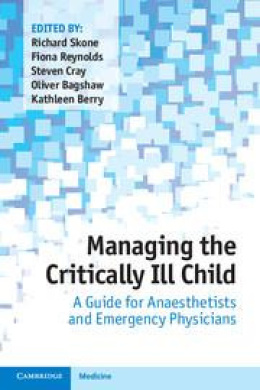 EDITED BY:
Richard Skone
Fiona Reynolds
Steven Cray
Oliver Bagshaw
Kathleen Berry
Managing the
Critically Ill Child
A Guide for Anaesthetists
and Emergency Physicians
CAMBRIDGE
Medicine